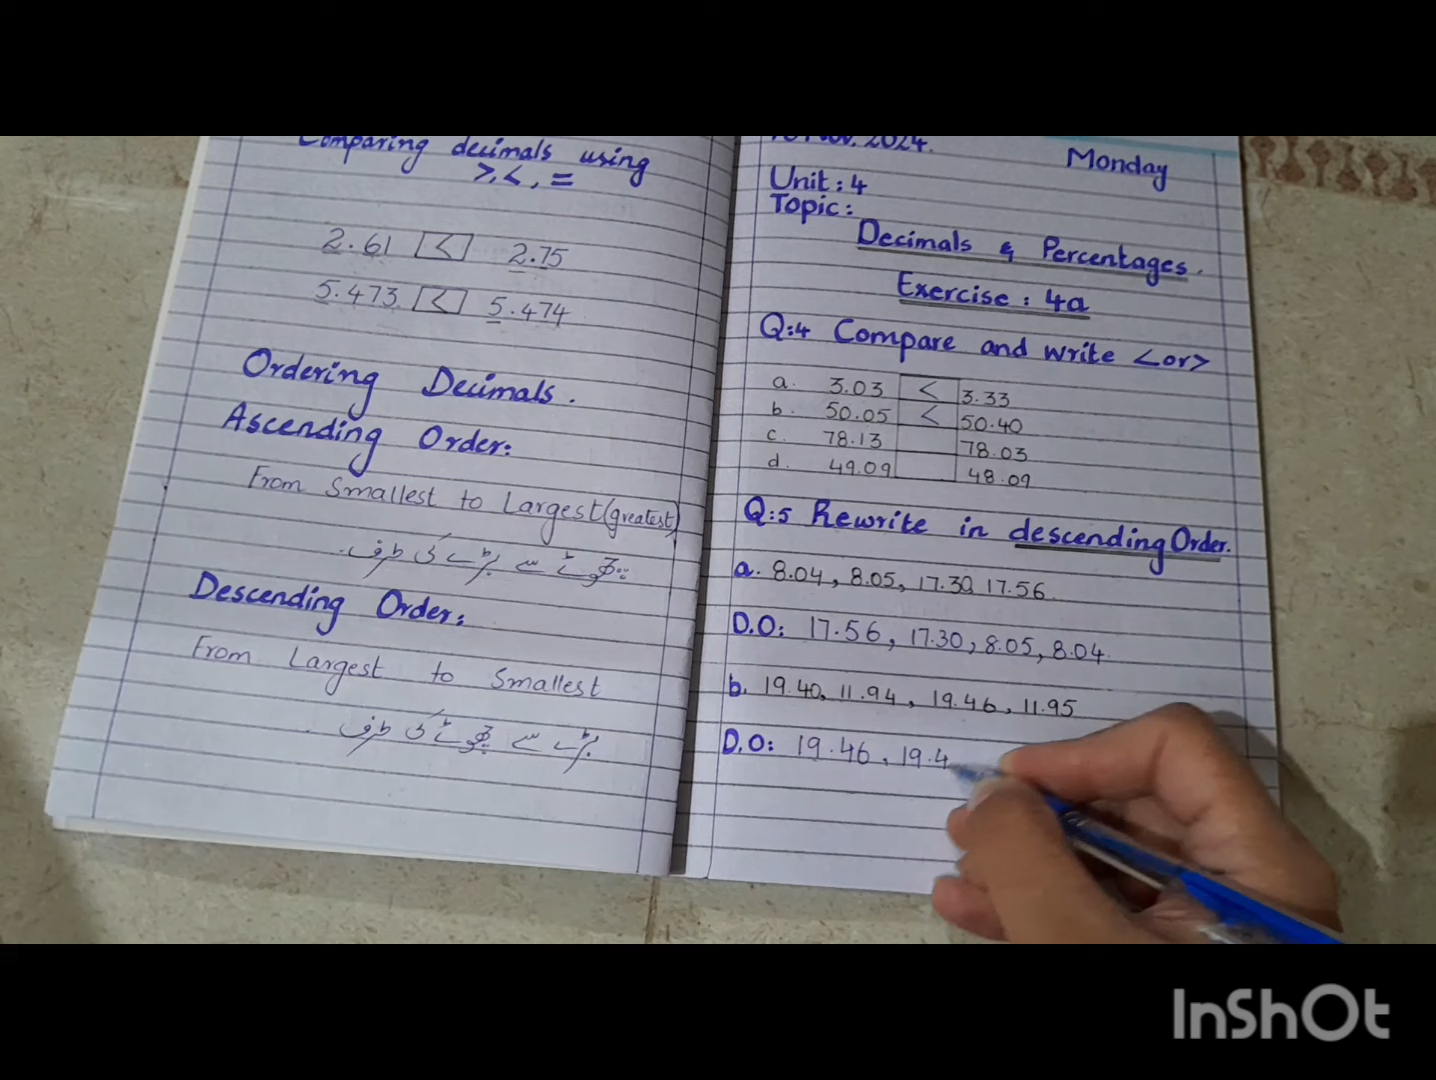 Comparing decimals using
>, <, =
2.61 < 2.75
5.473 < 5.474
Ordering Decimals.
Ascending Order:
From Smallest to Largest(greatest)
چھوٹے سے بڑے کی طرف۔
Descending Order:
From Largest to Smallest
بڑے سے چھوٹے کی طرف۔
Nov. 2024.
Monday
Unit: 4
Topic:
Decimals & Percentages.
Exercise: 4a
Q:4 Compare and write <or>
a. 3.03 < 3.33
b. 50.05 < 50.40
c. 78.13 78.03
d. 49.09 48.09
Q:5 Rewrite in descending Order.
a. 8.04, 8.05, 17.30 17.56.
D.O: 17.56, 17.30, 8.05, 8.04.
b. 19.40, 11.94, 19.46, 11.95
D.O: 19.46, 19.4
InShOt